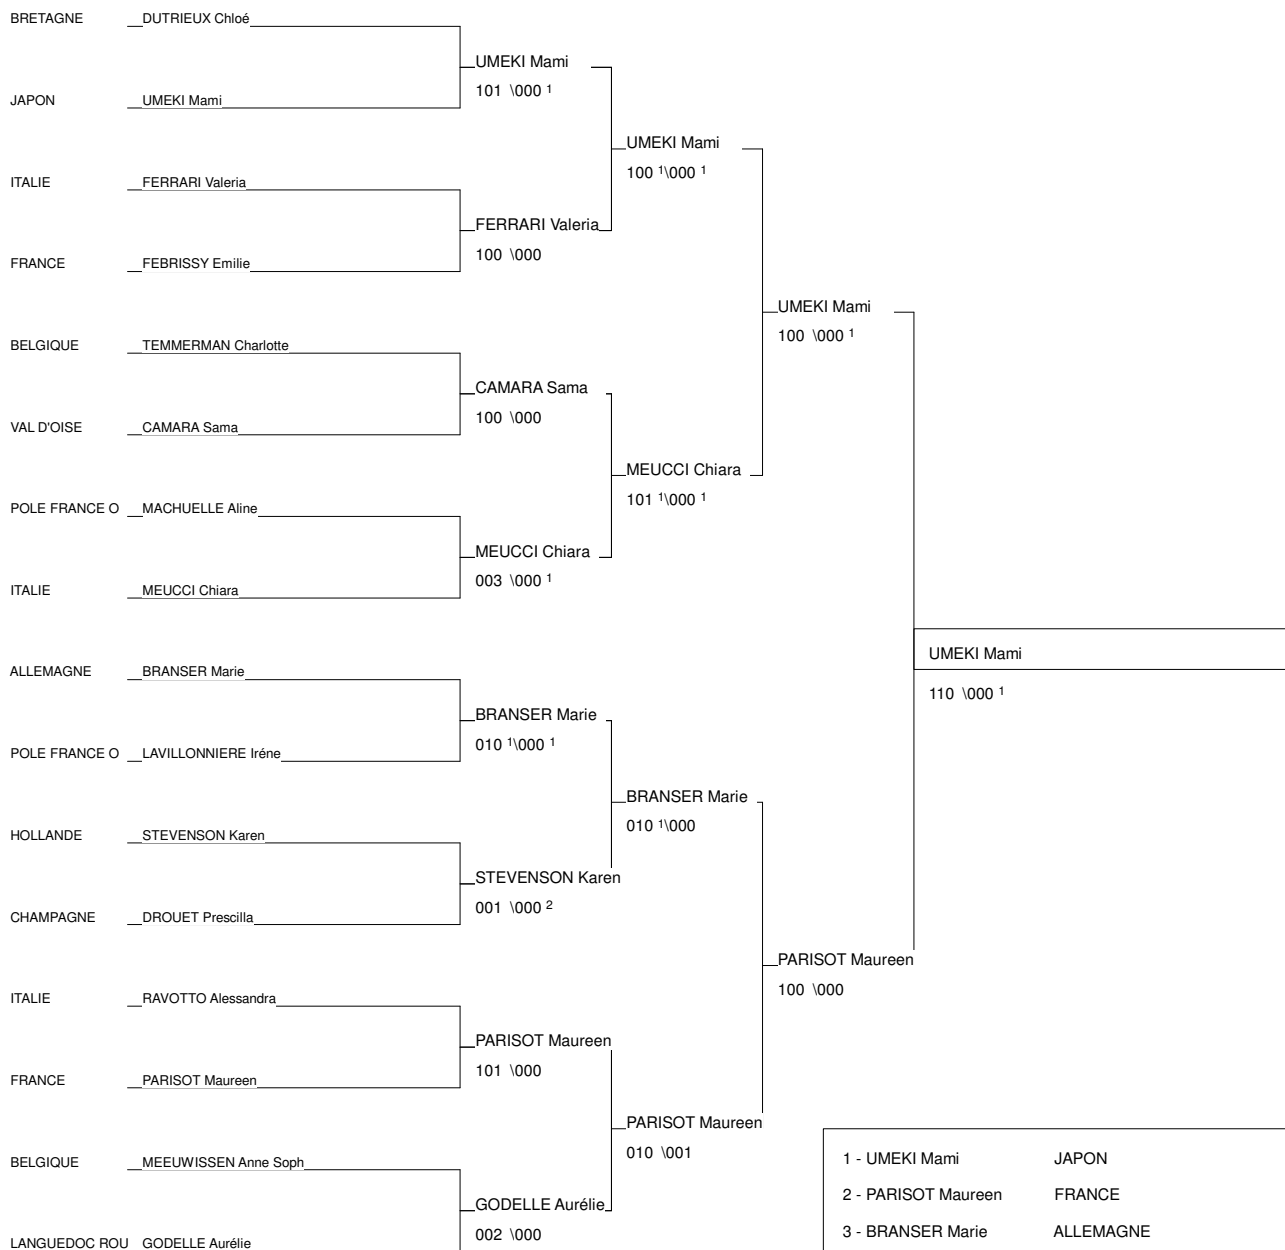 BRETAGNE DUTRIEUX Chloé
UMEKI Mami
101 \000 1
JAPON UMEKI Mami
UMEKI Mami
100 1\000 1
ITALIE FERRARI Valeria
FERRARI Valeria
100 \000
FRANCE FEBRISSY Emilie
UMEKI Mami
100 \000 1
BELGIQUE TEMMERMAN Charlotte
CAMARA Sama
100 \000
VAL D'OISE CAMARA Sama
MEUCCI Chiara
101 1\000 1
POLE FRANCE O MACHUELLE Aline
MEUCCI Chiara
003 \000 1
ITALIE MEUCCI Chiara
UMEKI Mami
110 \000 1
ALLEMAGNE BRANSER Marie
BRANSER Marie
010 1\000 1
POLE FRANCE O LAVILLONNIERE Iréne
BRANSER Marie
010 1\000
HOLLANDE STEVENSON Karen
STEVENSON Karen
001 \000 2
CHAMPAGNE DROUET Prescilla
PARISOT Maureen
100 \000
ITALIE RAVOTTO Alessandra
PARISOT Maureen
101 \000
FRANCE PARISOT Maureen
PARISOT Maureen
010 \001
BELGIQUE MEEUWISSEN Anne Soph
GODELLE Aurélie
002 \000
LANGUEDOC ROU GODELLE Aurélie
1 - UMEKI Mami JAPON
2 - PARISOT Maureen FRANCE
3 - BRANSER Marie ALLEMAGNE